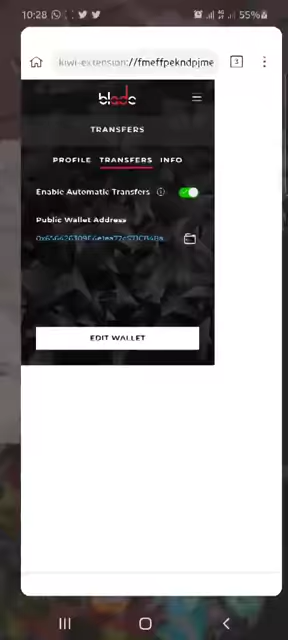 10:28
55%
kiwi-extension://fmeffpekndpjme
3
blade
TRANSFERS
PROFILE TRANSFERS INFO
Enable Automatic Transfers
Public Wallet Address
EDIT WALLET